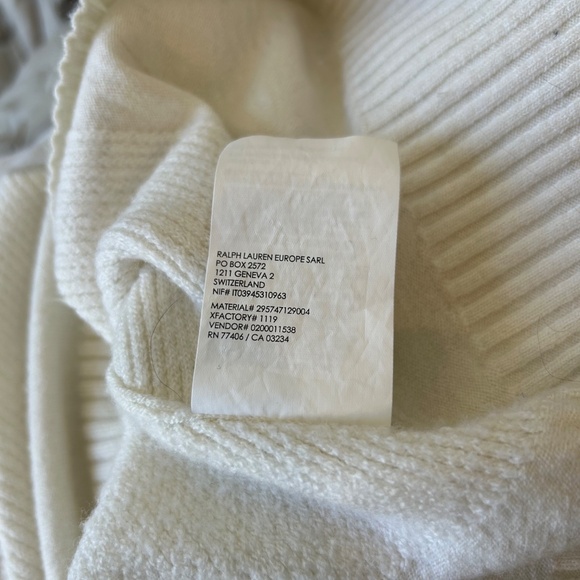 RALPH LAUREN EUROPE SARL
PO BOX 2572
1211 GENEVA 2
SWITZERLAND
NIF# IT03945310963
MATERIAL# 295747129004
XFACTORY# 1119
VENDOR# 0200011538
RN 77406 / CA 03234